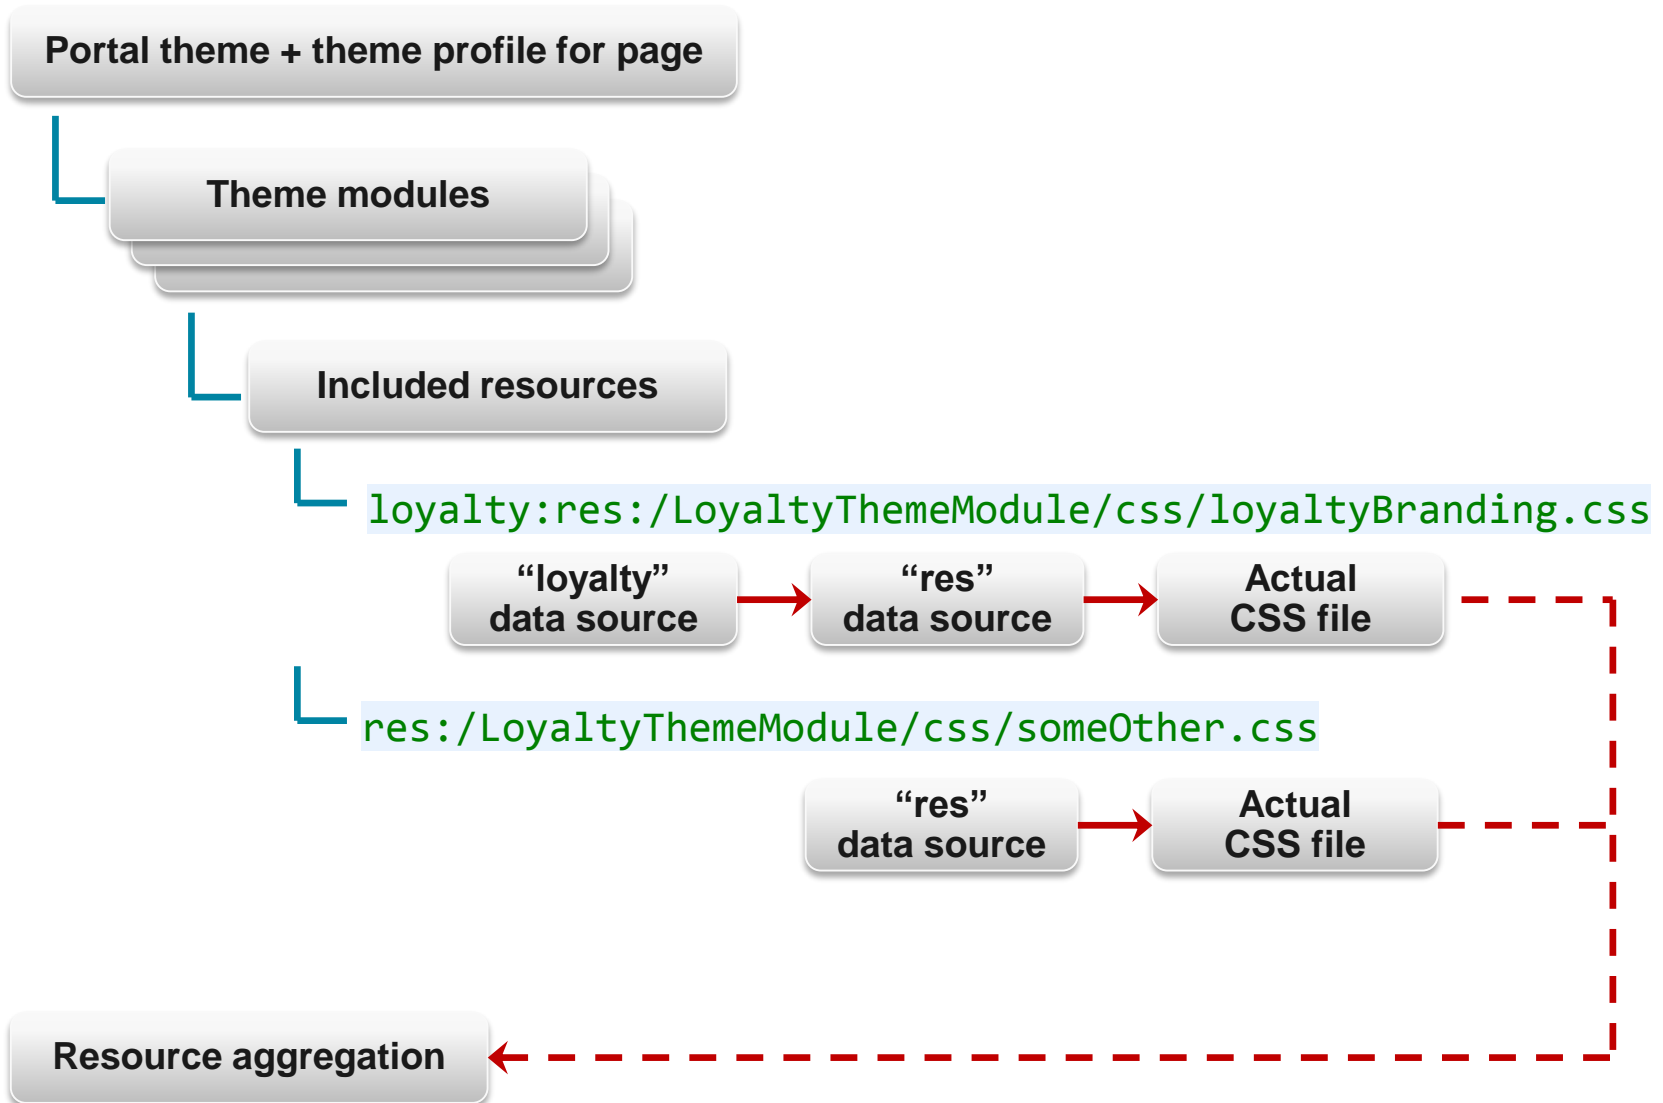 Portal theme + theme profile for page
Theme modules
Included resources
loyalty:res:/LoyaltyThemeModule/css/loyaltyBranding.css
“loyalty”
data source
“res”
data source
Actual
CSS file
res:/LoyaltyThemeModule/css/someOther.css
“res”
data source
Actual
CSS file
Resource aggregation